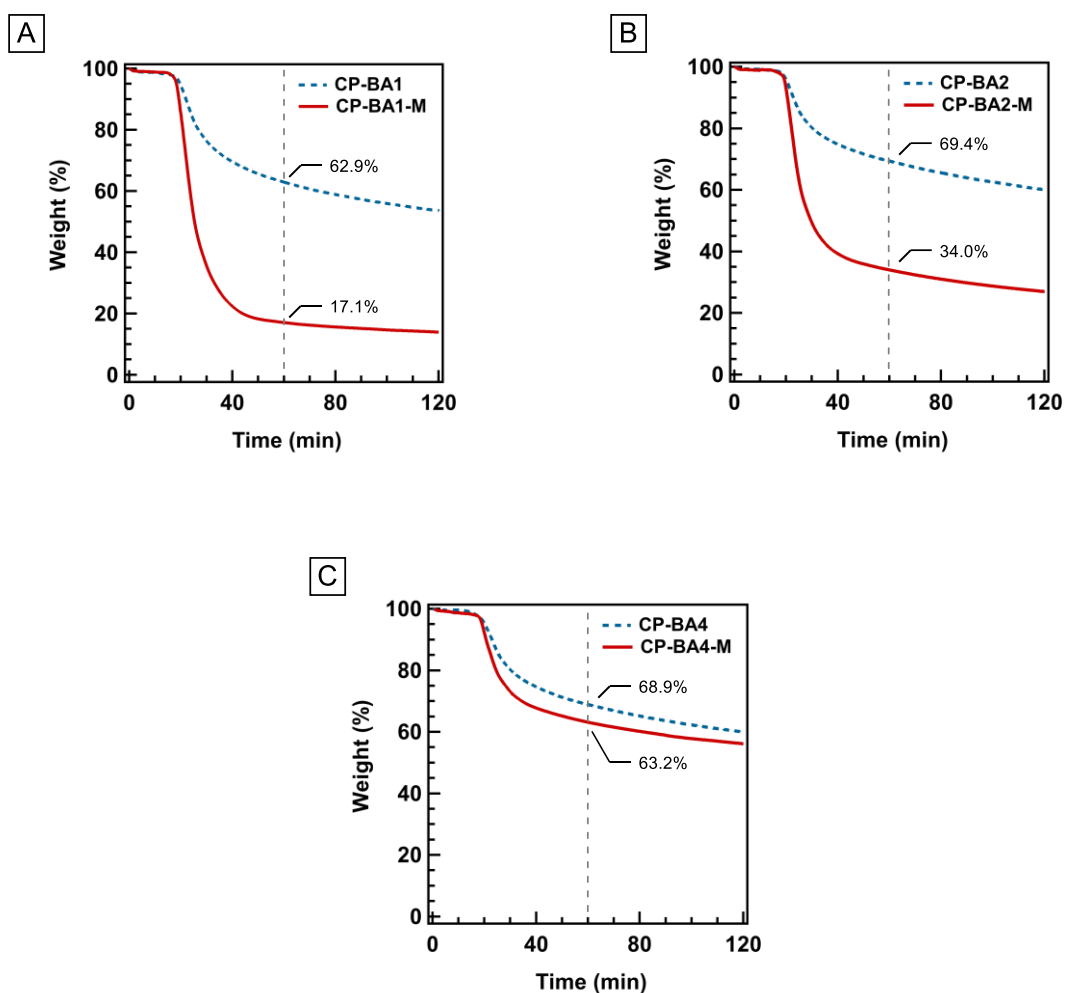 A
100
80
60
40
20
0
Weight (%)
CP-BA1
CP-BA1-M
62.9%
17.1%
0
40
80
120
Time (min)
B
100
80
60
40
20
0
Weight (%)
CP-BA2
CP-BA2-M
69.4%
34.0%
0
40
80
120
Time (min)
C
100
80
60
40
20
0
Weight (%)
CP-BA4
CP-BA4-M
68.9%
63.2%
0
40
80
120
Time (min)